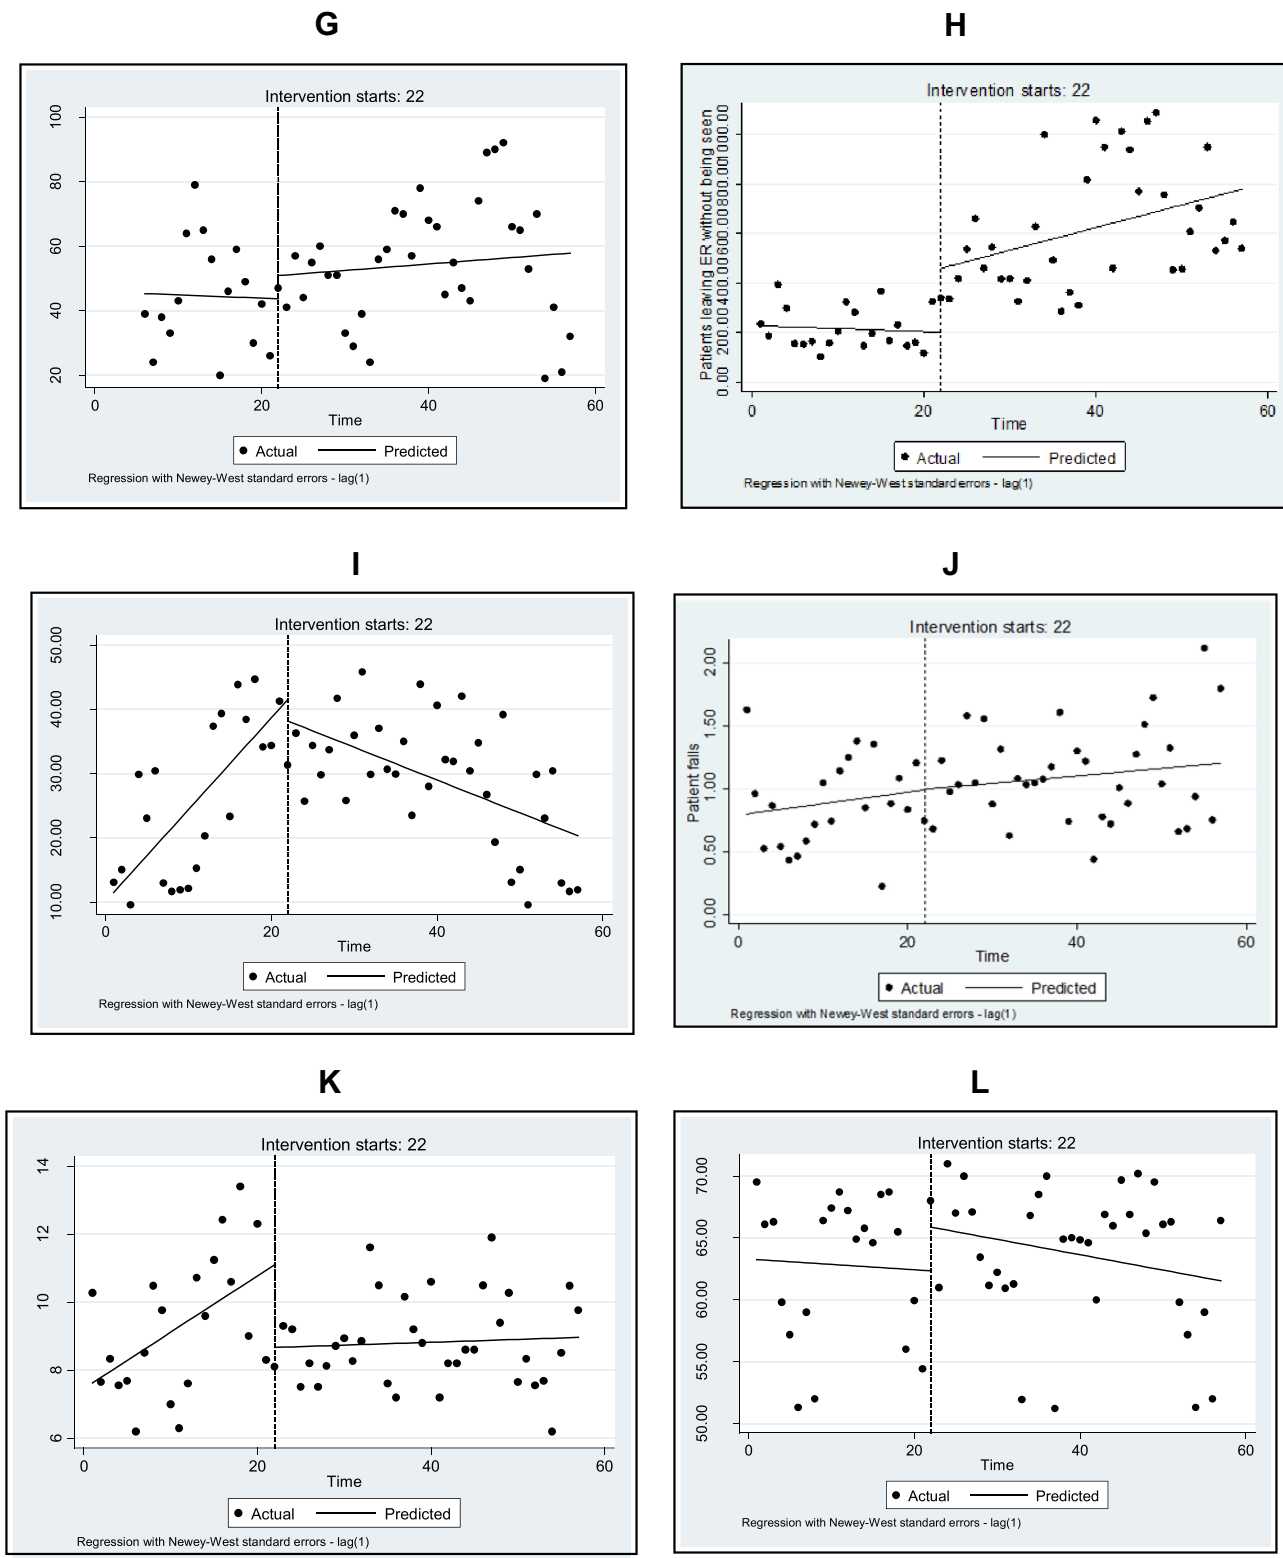 G
Intervention starts: 22
100
80
60
40
20
0 20 40 60
Time
Actual Predicted
Regression with Newey-West standard errors - lag(1)
H
Intervention starts: 22
Patients leaving ER without being seen
0.00 200.00 400.00 600.00 800.00 1000.00
0 20 40 60
Time
Actual Predicted
Regression with Newey-West standard errors - lag(1)
I
Intervention starts: 22
50.00
40.00
30.00
20.00
10.00
0 20 40 60
Time
Actual Predicted
Regression with Newey-West standard errors - lag(1)
J
Intervention starts: 22
Patient falls
2.00
1.50
1.00
0.50
0.00
0 20 40 60
Time
Actual Predicted
Regression with Newey-West standard errors - lag(1)
K
Intervention starts: 22
14
12
10
8
6
0 20 40 60
Time
Actual Predicted
Regression with Newey-West standard errors - lag(1)
L
Intervention starts: 22
70.00
65.00
60.00
55.00
50.00
0 20 40 60
Time
Actual Predicted
Regression with Newey-West standard errors - lag(1)